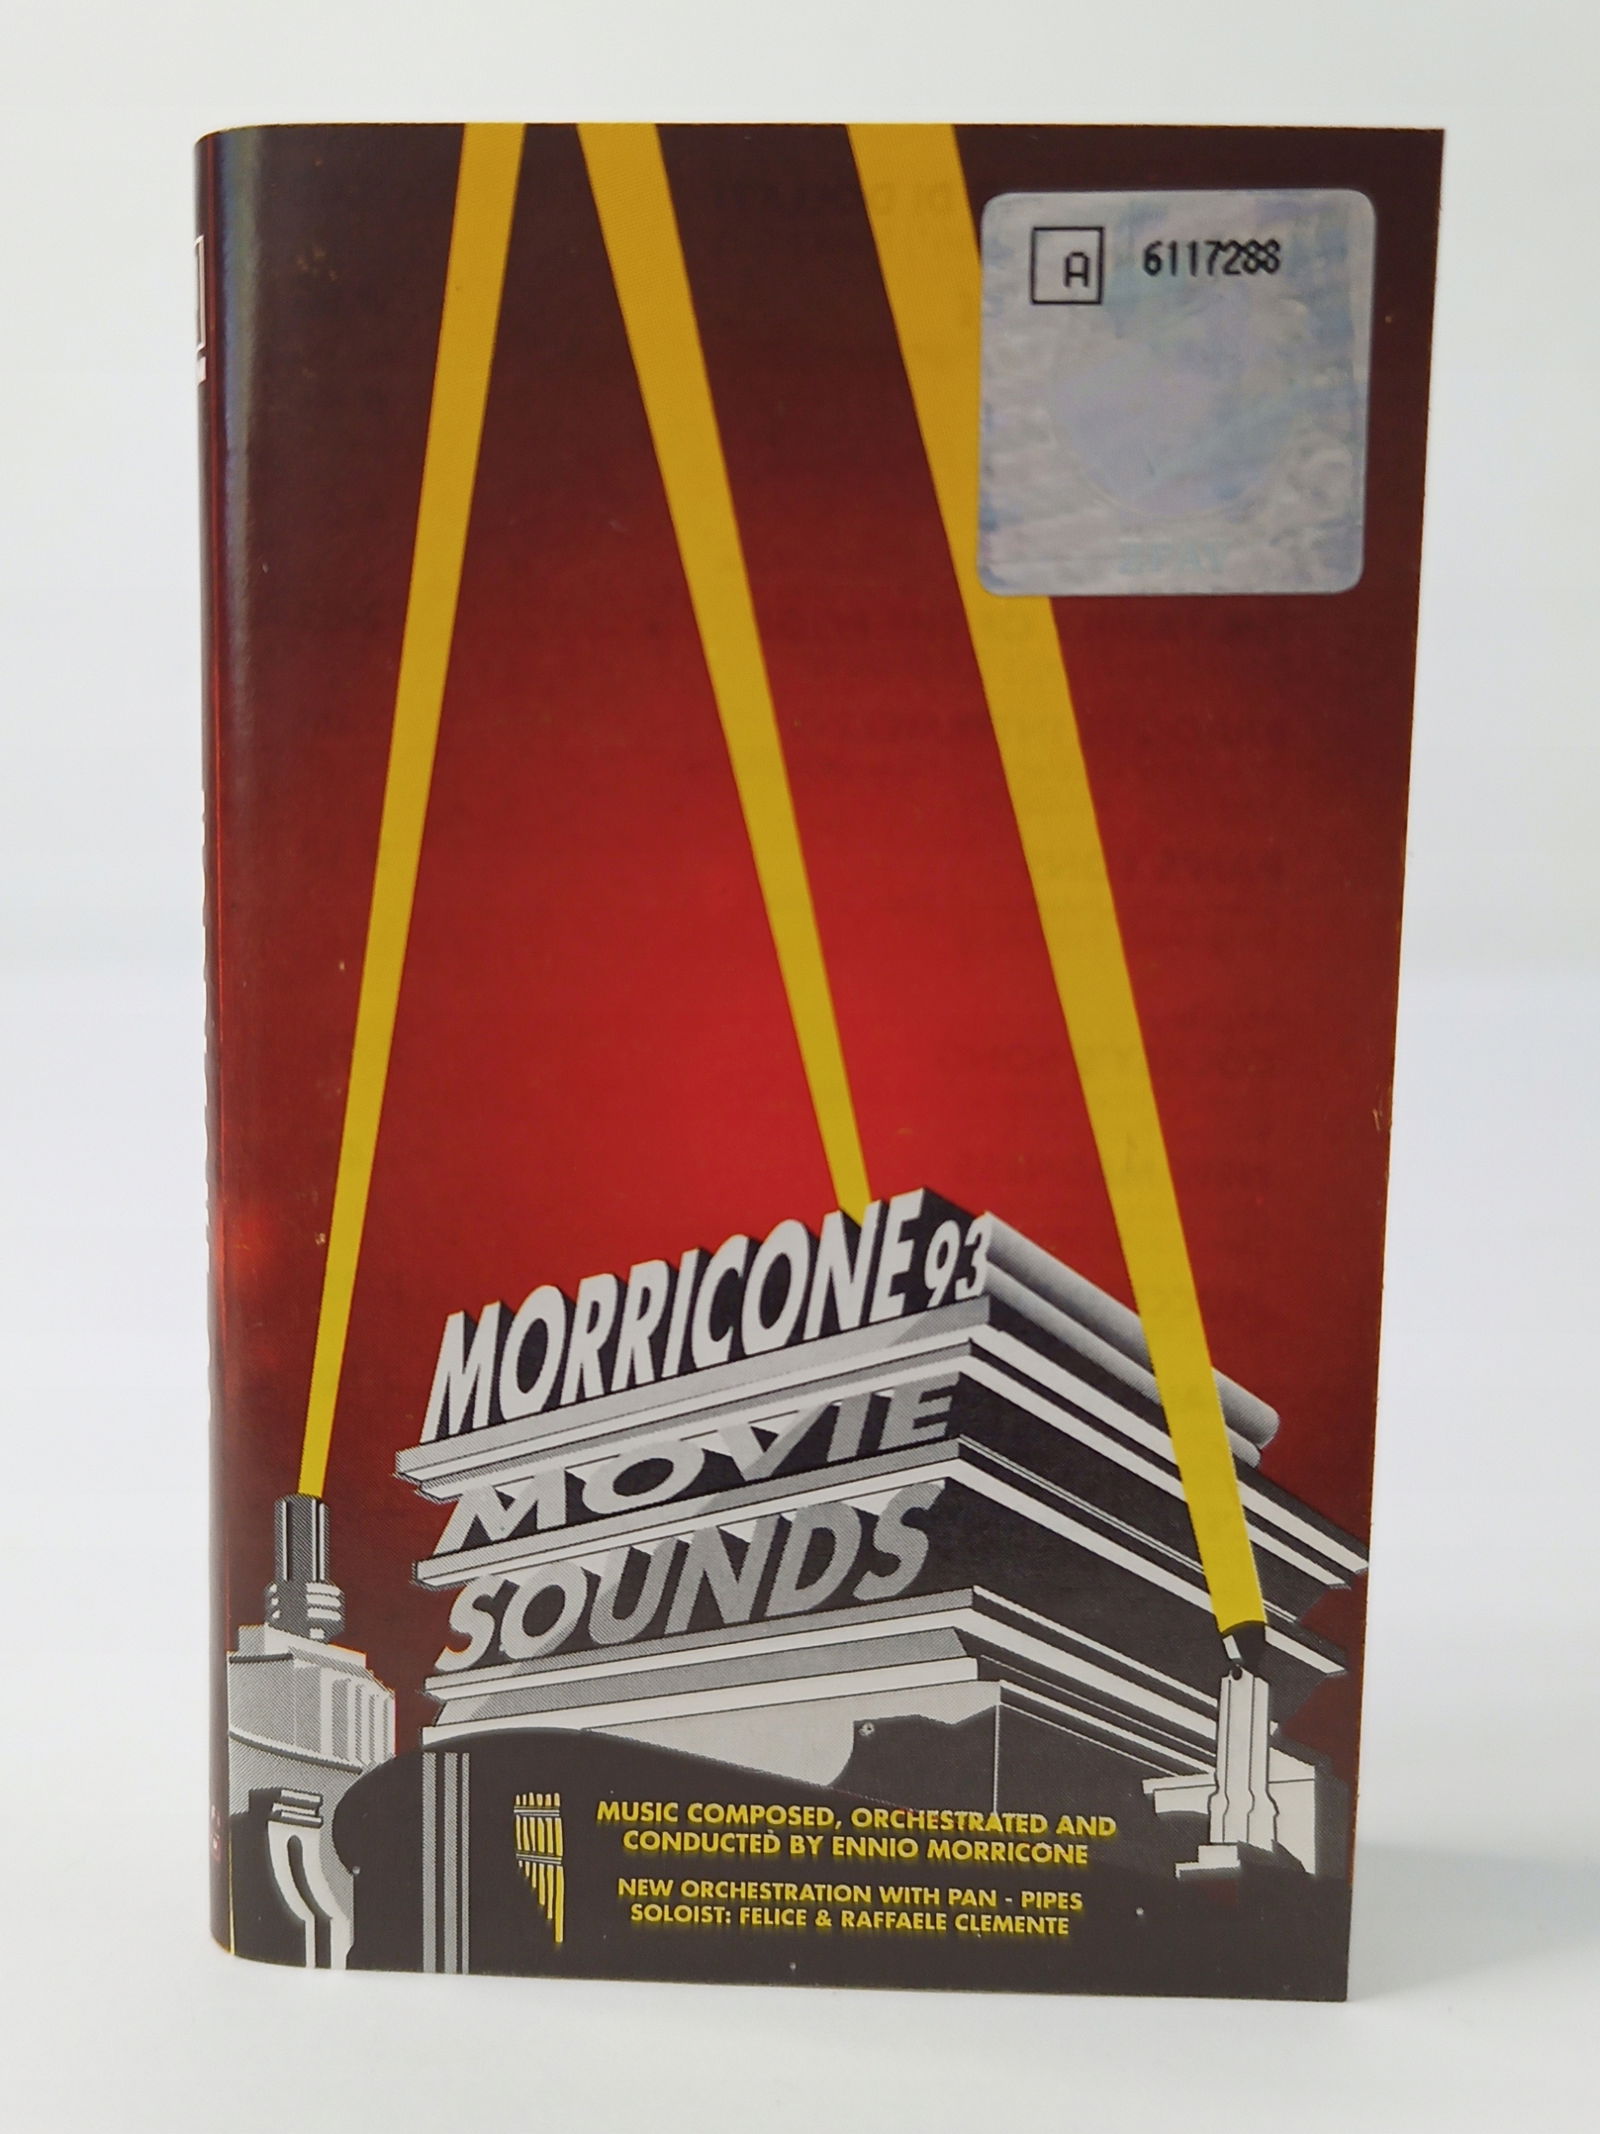 A 6117288
MORRICONE 93
MOVIE
SOUNDS
MUSIC COMPOSED, ORCHESTRATED AND
CONDUCTED BY ENNIO MORRICONE
NEW ORCHESTRATION WITH PAN - PIPES
SOLOIST: FELICE & RAFFAELE CLEMENTE